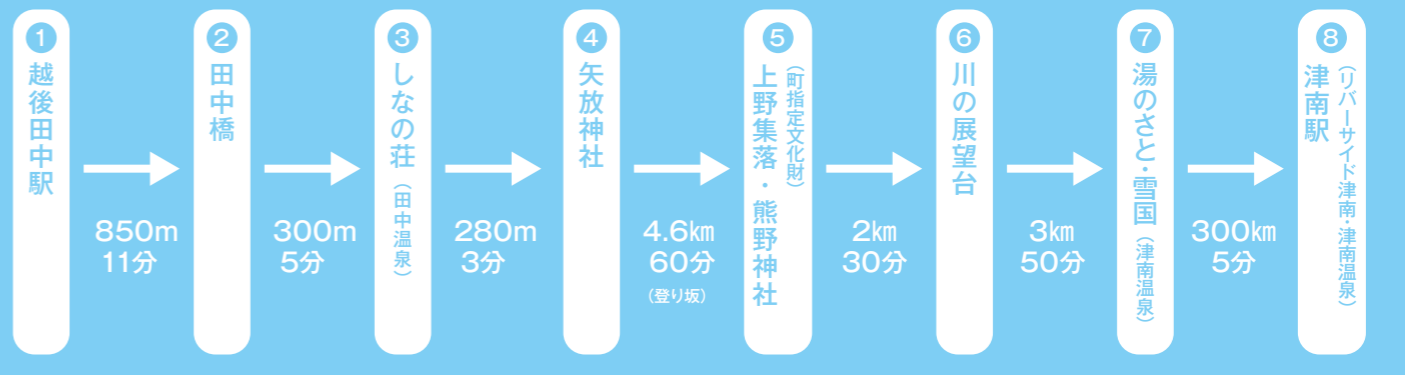 1
越後田中駅
850m
11分
2
田中橋
300m
5分
3
しなの荘（田中温泉）
280m
3分
4
矢放神社
4.6㎞
60分
（登り坂）
5
（町指定文化財）
上野集落・熊野神社
2㎞
30分
6
川の展望台
3㎞
50分
7
湯のさと・雪国（津南温泉）
300㎞
5分
8
（リバーサイド津南・津南温泉）
津南駅